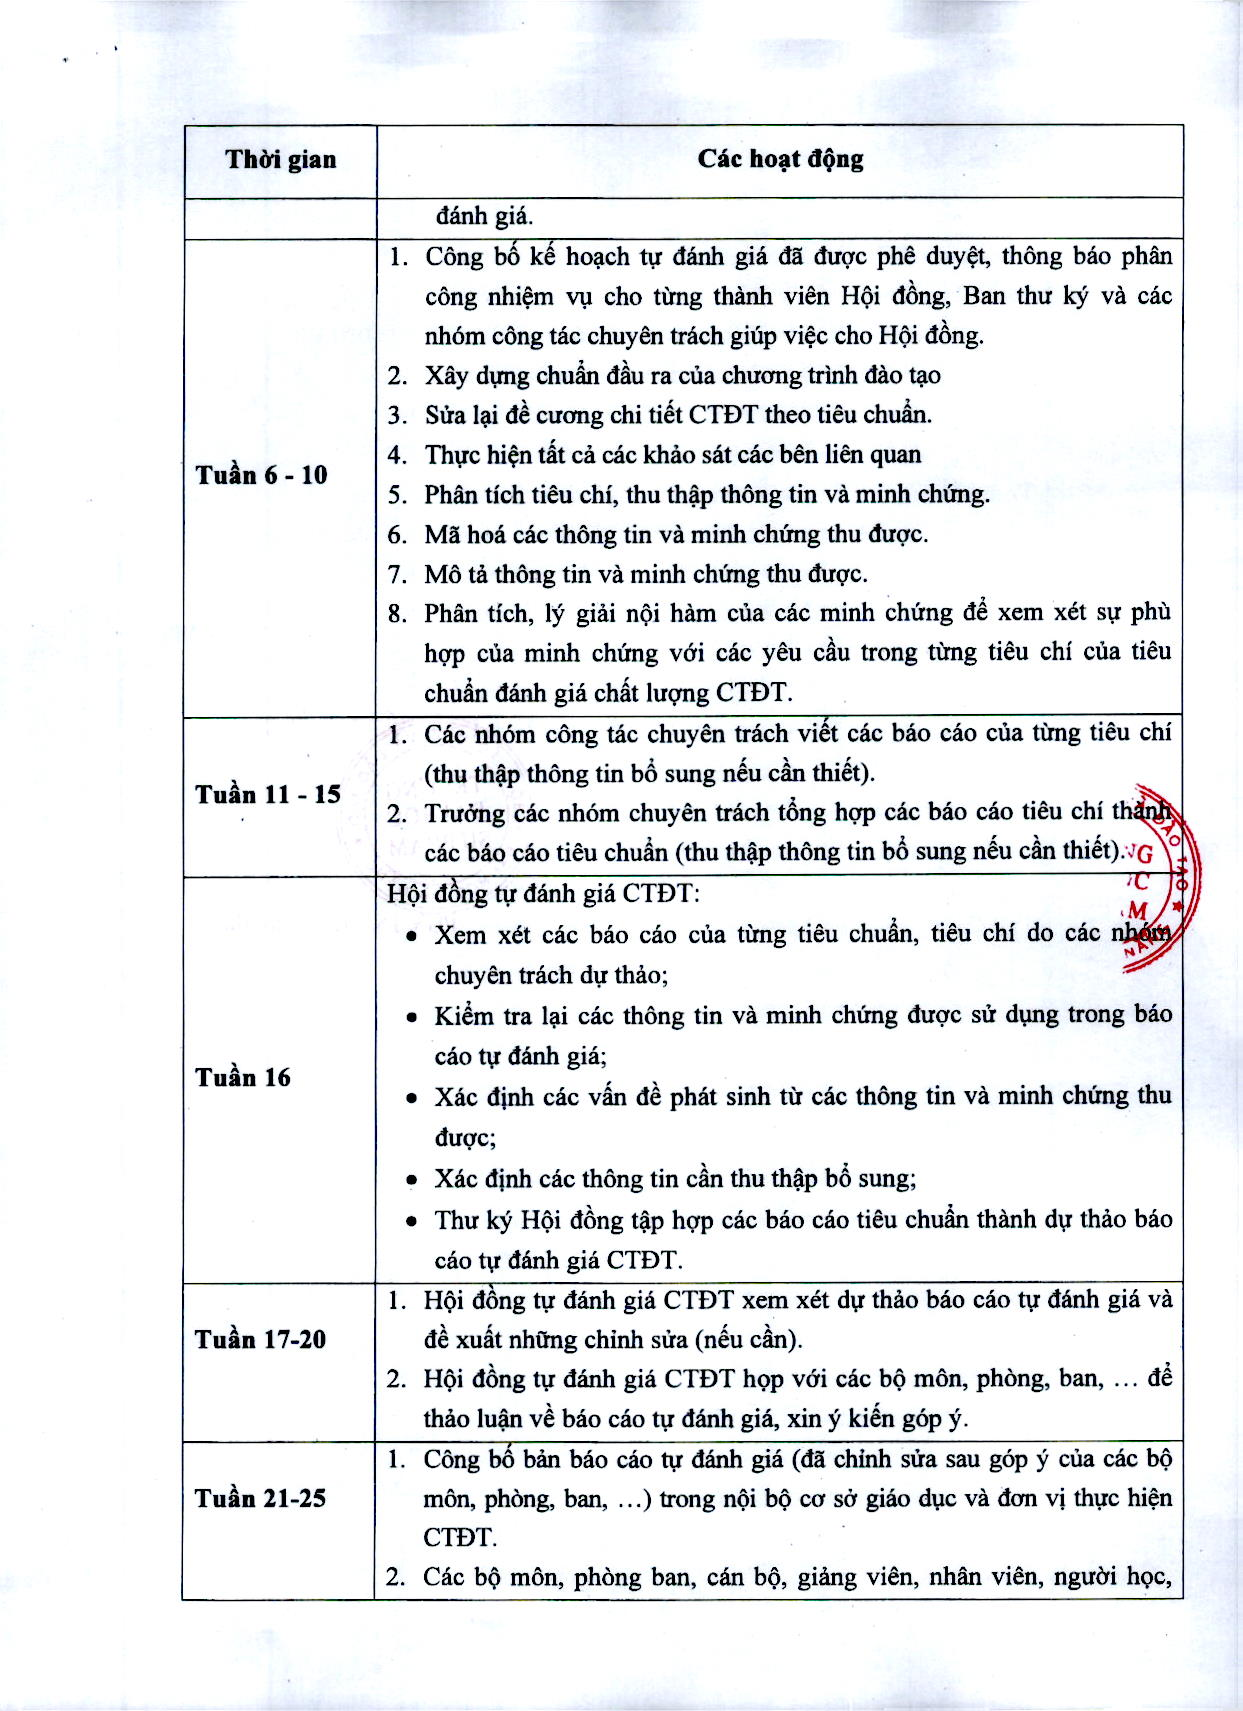 Thời gian
Các hoạt động
đánh giá.
Tuần 6 - 10
1. Công bố kế hoạch tự đánh giá đã được phê duyệt, thông báo phân
công nhiệm vụ cho từng thành viên Hội đồng, Ban thư ký và các
nhóm công tác chuyên trách giúp việc cho Hội đồng.
2. Xây dựng chuẩn đầu ra của chương trình đào tạo
3. Sửa lại đề cương chi tiết CTĐT theo tiêu chuẩn.
4. Thực hiện tất cả các khảo sát các bên liên quan
5. Phân tích tiêu chí, thu thập thông tin và minh chứng.
6. Mã hoá các thông tin và minh chứng thu được.
7. Mô tả thông tin và minh chứng thu được.
8. Phân tích, lý giải nội hàm của các minh chứng để xem xét sự phù
hợp của minh chứng với các yêu cầu trong từng tiêu chí của tiêu
chuẩn đánh giá chất lượng CTĐT.
Tuần 11 - 15
1. Các nhóm công tác chuyên trách viết các báo cáo của từng tiêu chí
(thu thập thông tin bổ sung nếu cần thiết).
2. Trưởng các nhóm chuyên trách tổng hợp các báo cáo tiêu chí thành
các báo cáo tiêu chuẩn (thu thập thông tin bổ sung nếu cần thiết).
Tuần 16
Hội đồng tự đánh giá CTĐT:
• Xem xét các báo cáo của từng tiêu chuẩn, tiêu chí do các nhóm
chuyên trách dự thảo;
• Kiểm tra lại các thông tin và minh chứng được sử dụng trong báo
cáo tự đánh giá;
• Xác định các vấn đề phát sinh từ các thông tin và minh chứng thu
được;
• Xác định các thông tin cần thu thập bổ sung;
• Thư ký Hội đồng tập hợp các báo cáo tiêu chuẩn thành dự thảo báo
cáo tự đánh giá CTĐT.
Tuần 17-20
1. Hội đồng tự đánh giá CTĐT xem xét dự thảo báo cáo tự đánh giá và
đề xuất những chỉnh sửa (nếu cần).
2. Hội đồng tự đánh giá CTĐT họp với các bộ môn, phòng, ban, … để
thảo luận về báo cáo tự đánh giá, xin ý kiến góp ý.
Tuần 21-25
1. Công bố bản báo cáo tự đánh giá (đã chỉnh sửa sau góp ý của các bộ
môn, phòng, ban, …) trong nội bộ cơ sở giáo dục và đơn vị thực hiện
CTĐT.
2. Các bộ môn, phòng ban, cán bộ, giảng viên, nhân viên, người học,